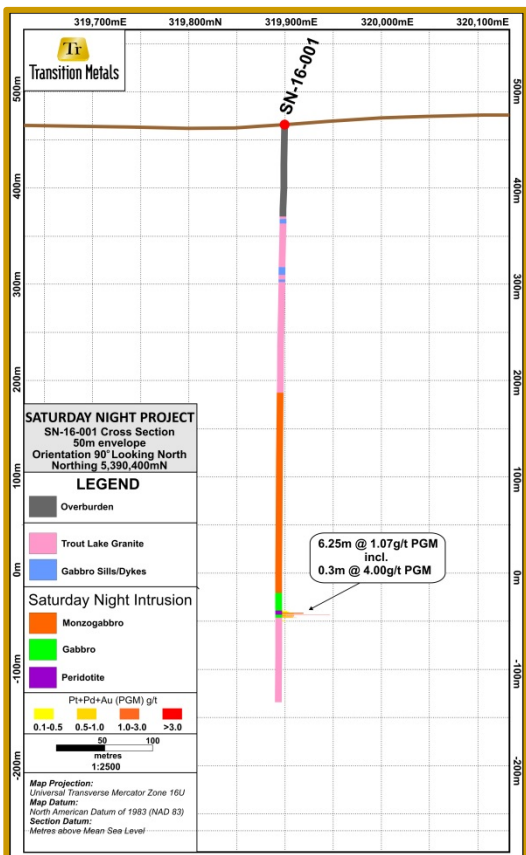 319,700mE 319,800mN 319,900mE 320,000mE 320,100mE
Tr
Transition Metals
SN-16-001
500m 500m
400m 400m
300m 300m
200m 200m
100m 100m
0m 0m
-100m -100m
-200m -200m
SATURDAY NIGHT PROJECT
SN-16-001 Cross Section
50m envelope
Orientation 90° Looking North
Northing 5,390,400mN
LEGEND
Overburden
Trout Lake Granite
Gabbro Sills/Dykes
Saturday Night Intrusion
Monzogabbro
Gabbro
Peridotite
6.25m @ 1.07g/t PGM
incl.
0.3m @ 4.00g/t PGM
Pt+Pd+Au (PGM) g/t
0.1-0.5 0.5-1.0 1.0-3.0 >3.0
50 100
metres
1:2500
Map Projection:
Universal Transverse Mercator Zone 16U
Map Datum:
North American Datum of 1983 (NAD 83)
Section Datum:
Metres above Mean Sea Level